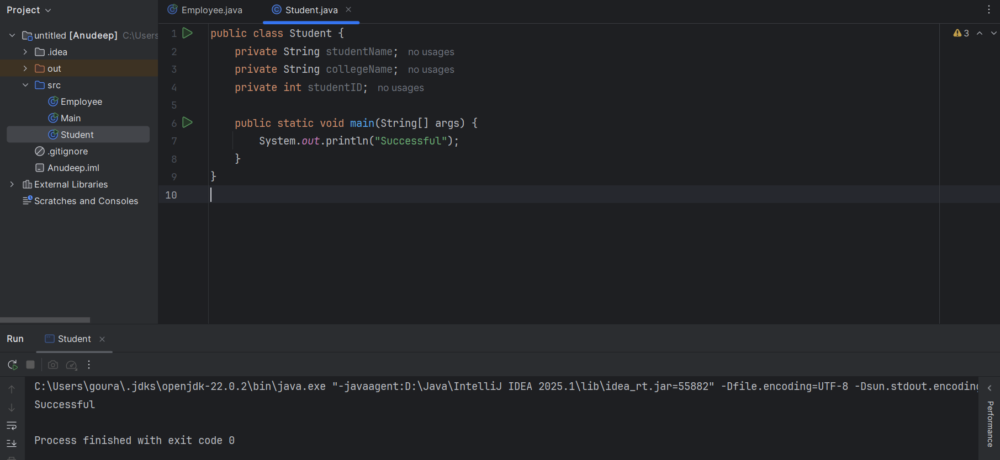 Project
untitled [Anudeep] C:\Users
.idea
out
src
Employee
Main
Student
.gitignore
Anudeep.iml
External Libraries
Scratches and Consoles
Employee.java
Student.java
3
1 public class Student {
2 private String studentName; no usages
3 private String collegeName; no usages
4 private int studentID; no usages
5
6 public static void main(String[] args) {
7 System.out.println("Successful");
8 }
9 }
10
Run Student
C:\Users\goura\.jdks\openjdk-22.0.2\bin\java.exe "-javaagent:D:\Java\IntelliJ IDEA 2025.1\lib\idea_rt.jar=55882" -Dfile.encoding=UTF-8 -Dsun.stdout.encoding
Successful
Process finished with exit code 0
Performance